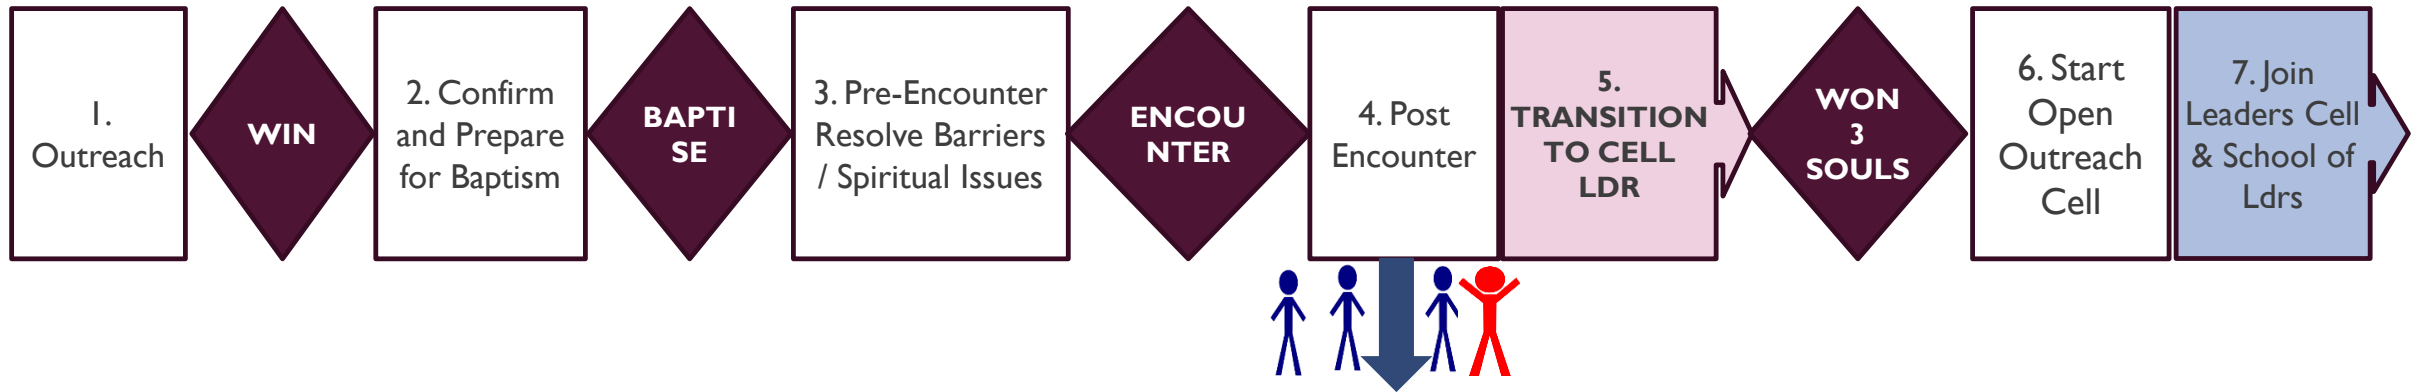 1.
Outreach
WIN
2. Confirm
and Prepare
for Baptism
BAPTI
SE
3. Pre-Encounter
Resolve Barriers
/ Spiritual Issues
ENCOU
NTER
4. Post
Encounter
5.
TRANSITION
TO CELL
LDR
WON
3
SOULS
6. Start
Open
Outreach
Cell
7. Join
Leaders Cell
& School of
Ldrs